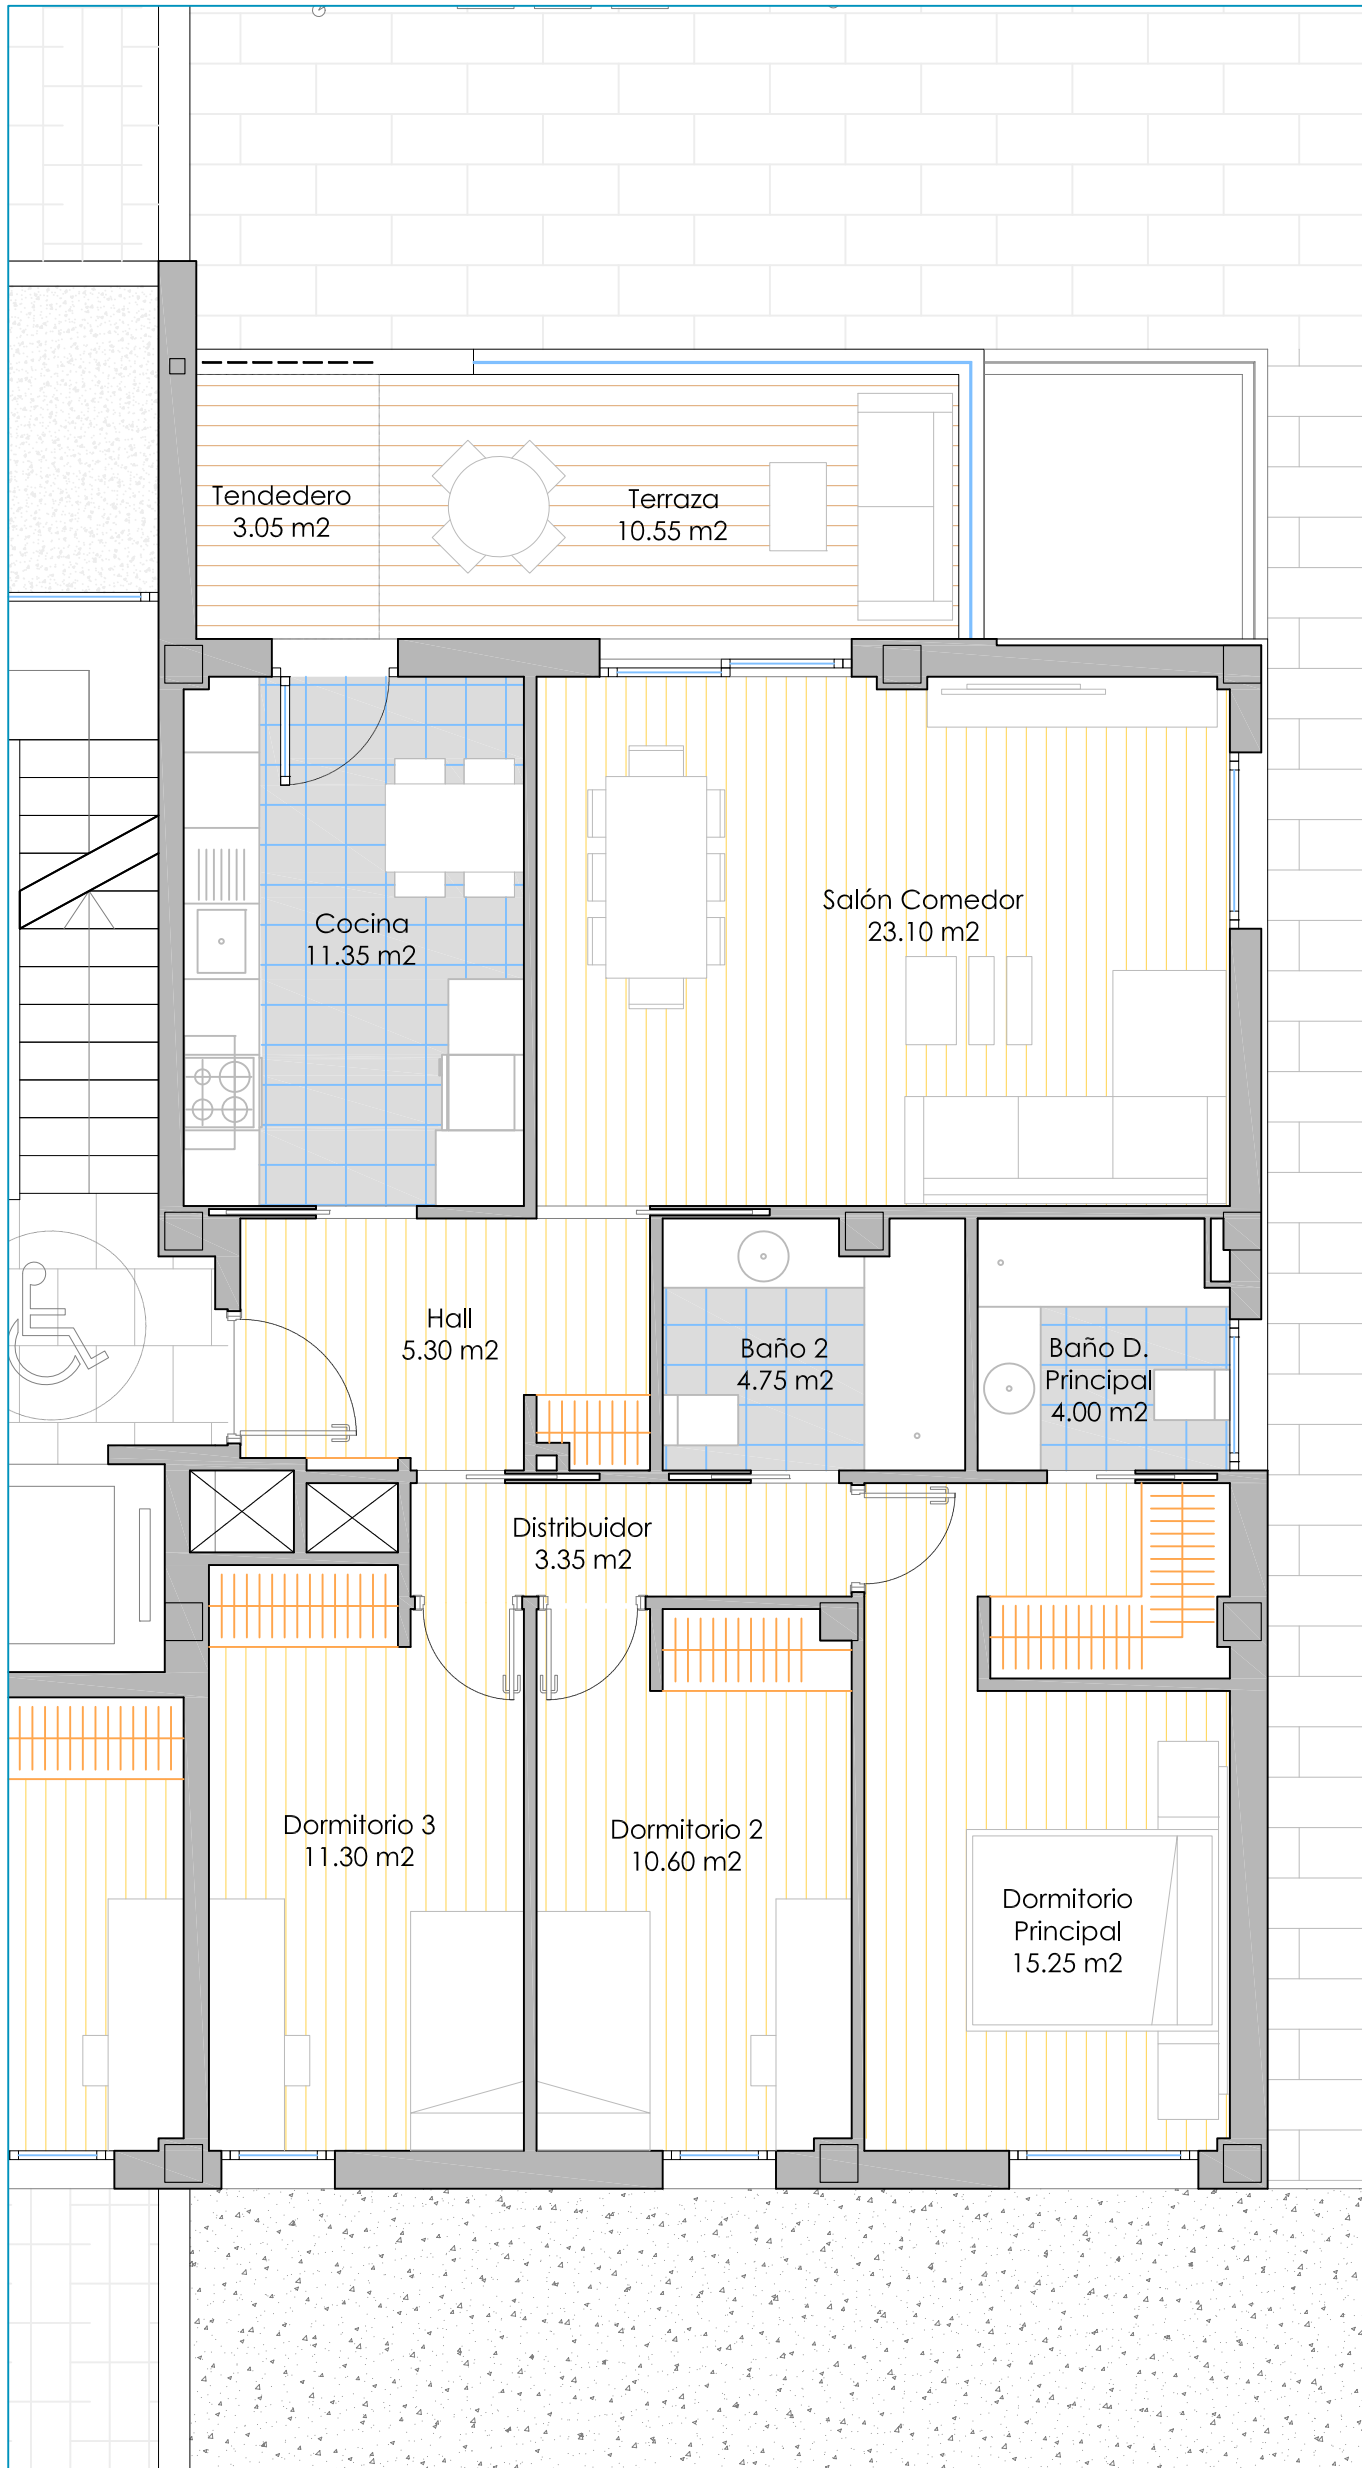 Tendedero
3.05 m2
Terraza
10.55 m2
Cocina
11.35 m2
Salón Comedor
23.10 m2
Hall
5.30 m2
Baño 2
4.75 m2
Baño D.
Principal
4.00 m2
Distribuidor
3.35 m2
Dormitorio 3
11.30 m2
Dormitorio 2
10.60 m2
Dormitorio
Principal
15.25 m2